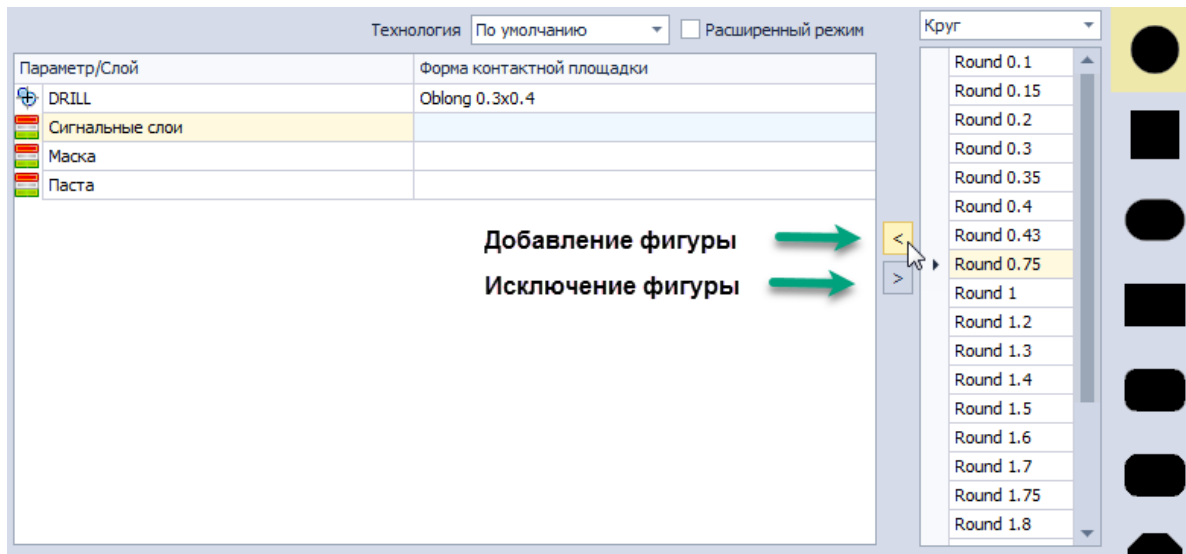 Технология По умолчанию Расширенный режим Круг
Параметр/Слой Форма контактной площадки
DRILL Oblong 0.3x0.4
Сигнальные слои
Маска
Паста
Добавление фигуры <
Исключение фигуры >
Round 0.1
Round 0.15
Round 0.2
Round 0.3
Round 0.35
Round 0.4
Round 0.43
Round 0.75
Round 1
Round 1.2
Round 1.3
Round 1.4
Round 1.5
Round 1.6
Round 1.7
Round 1.75
Round 1.8